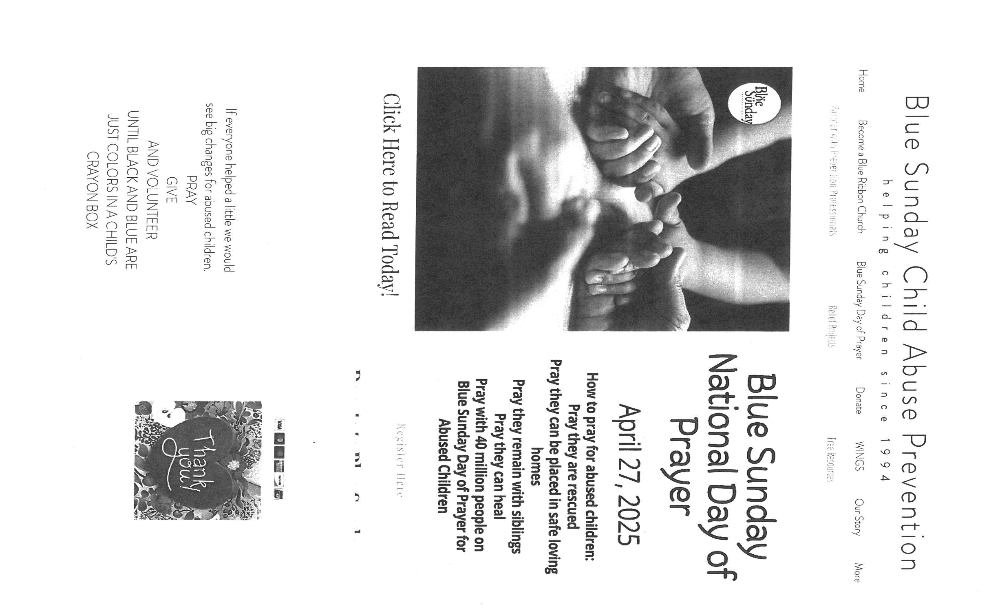 Blue Sunday Child Abuse Prevention
helping children since 1994
Home Become a Blue Ribbon Church Blue Sunday Day of Prayer Donate WINGS Our Story More
Partner with Prevention Professionals Relief Projects Free Resources
Blöc
Sünday
Blue Sunday
National Day of
Prayer
April 27, 2025
How to pray for abused children:
Pray they are rescued
Pray they can be placed in safe loving
homes
Pray they remain with siblings
Pray they can heal
Pray with 40 million people on
Blue Sunday Day of Prayer for
Abused Children
Click Here to Read Today!
Register Here
If everyone helped a little we would
see big changes for abused children.
PRAY
GIVE
AND VOLUNTEER
UNTIL BLACK AND BLUE ARE
JUST COLORS IN A CHILD'S
CRAYON BOX
VISA
Thank
you!